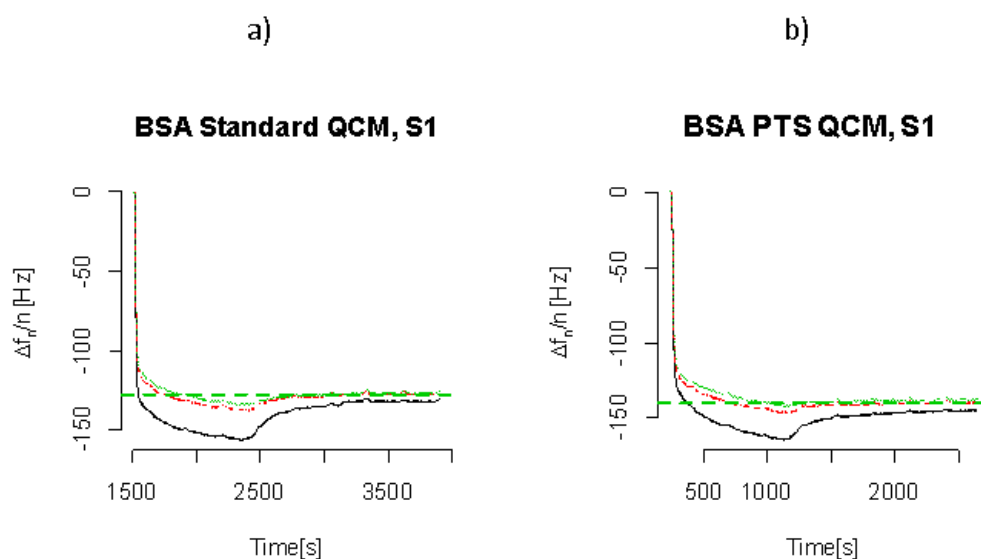 a)
b)
BSA Standard QCM, S1
BSA PTS QCM, S1
Δfn/n [Hz]
0
-50
-100
-150
1500
2500
3500
Time[s]
Δfn/n [Hz]
0
-50
-100
-150
500
1000
2000
Time[s]